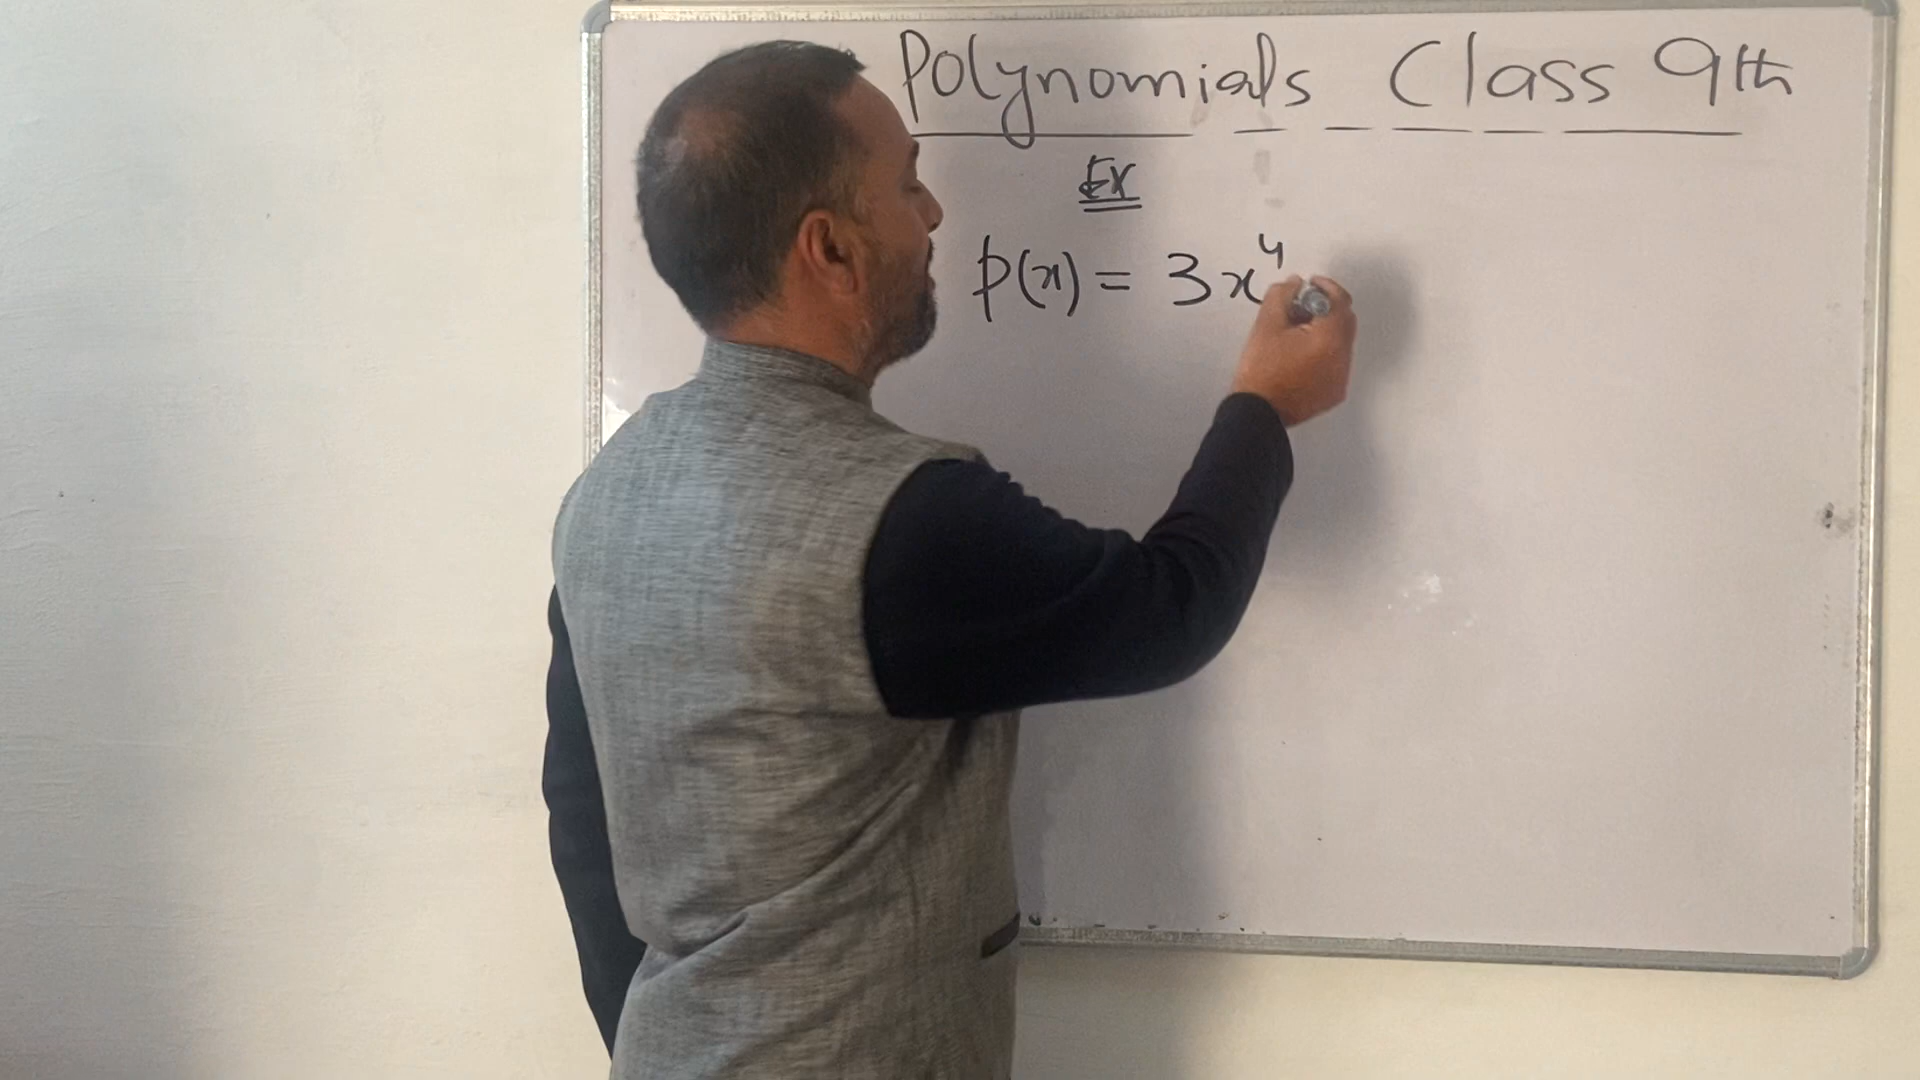 Polynomials Class 9th
Ex
p(x) = 3x⁴